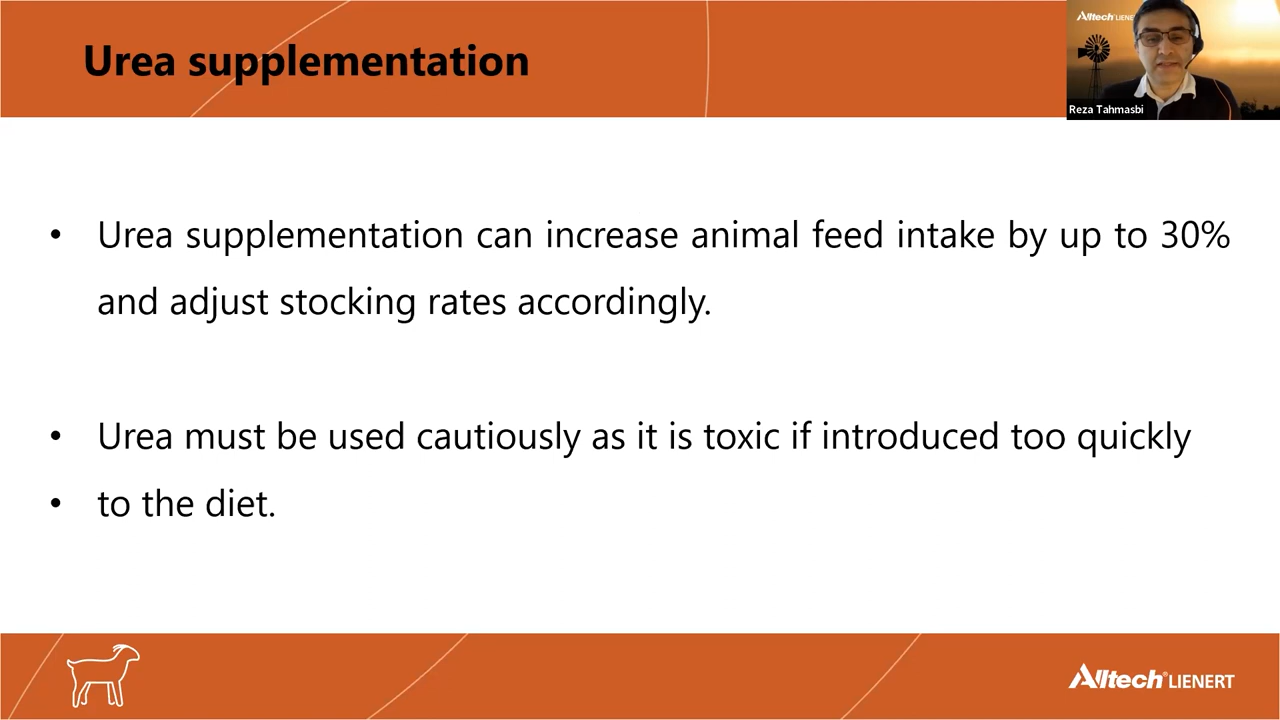 Urea supplementation
Alltech LIENERT
Reza Tahmasbi
• Urea supplementation can increase animal feed intake by up to 30%
and adjust stocking rates accordingly.
• Urea must be used cautiously as it is toxic if introduced too quickly
• to the diet.
Alltech® LIENERT